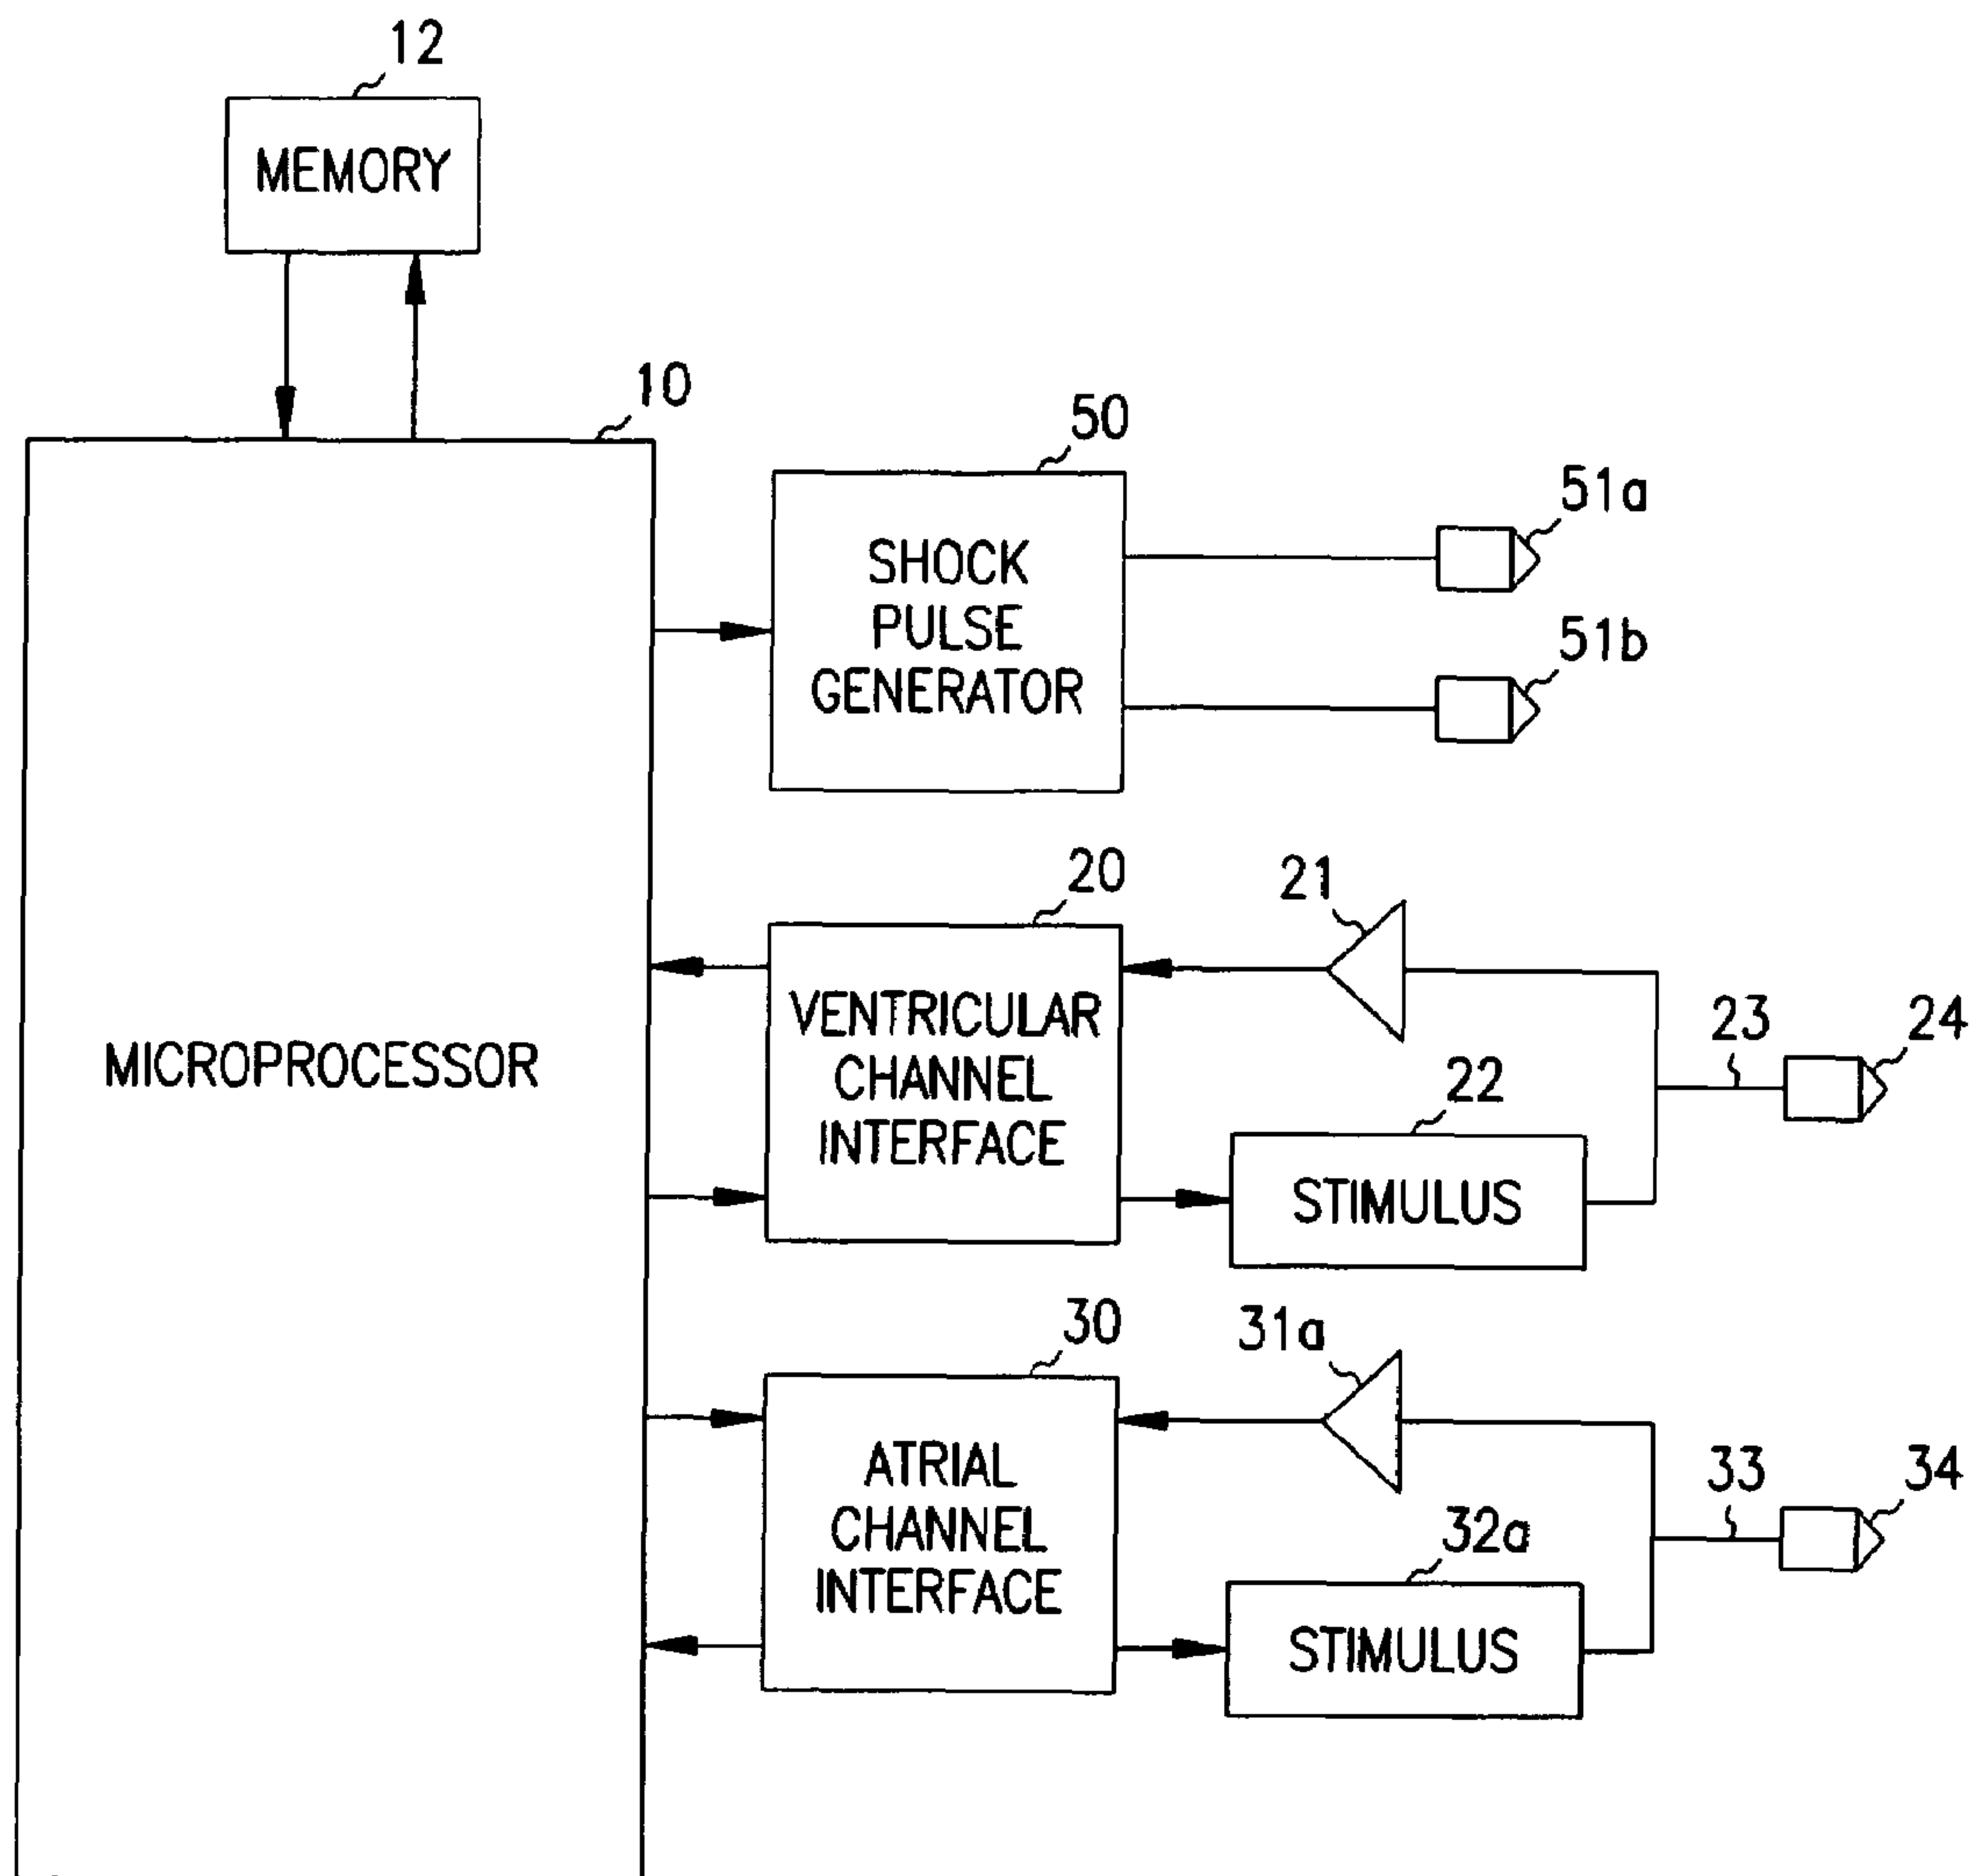 12
MEMORY
10
50
51a
SHOCK
PULSE
GENERATOR
51b
20
21
VENTRICULAR
CHANNEL
INTERFACE
23
24
22
STIMULUS
MICROPROCESSOR
30
31a
ATRIAL
CHANNEL
INTERFACE
33
34
32a
STIMULUS